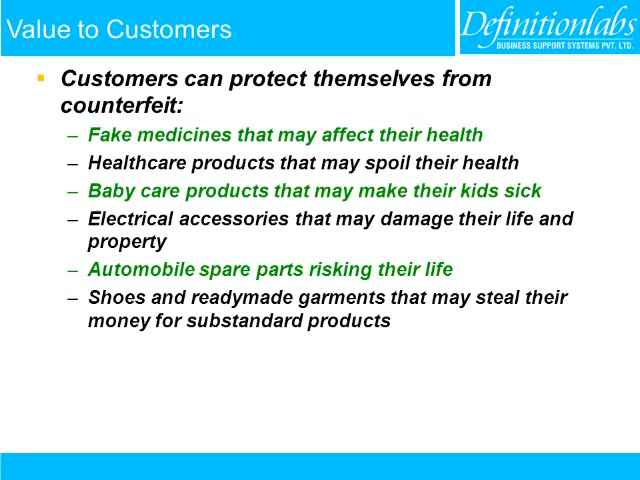 Value to Customers
Definitionlabs
BUSINESS SUPPORT SYSTEMS PVT. LTD.
Customers can protect themselves from
counterfeit:
– Fake medicines that may affect their health
– Healthcare products that may spoil their health
– Baby care products that may make their kids sick
– Electrical accessories that may damage their life and
property
– Automobile spare parts risking their life
– Shoes and readymade garments that may steal their
money for substandard products